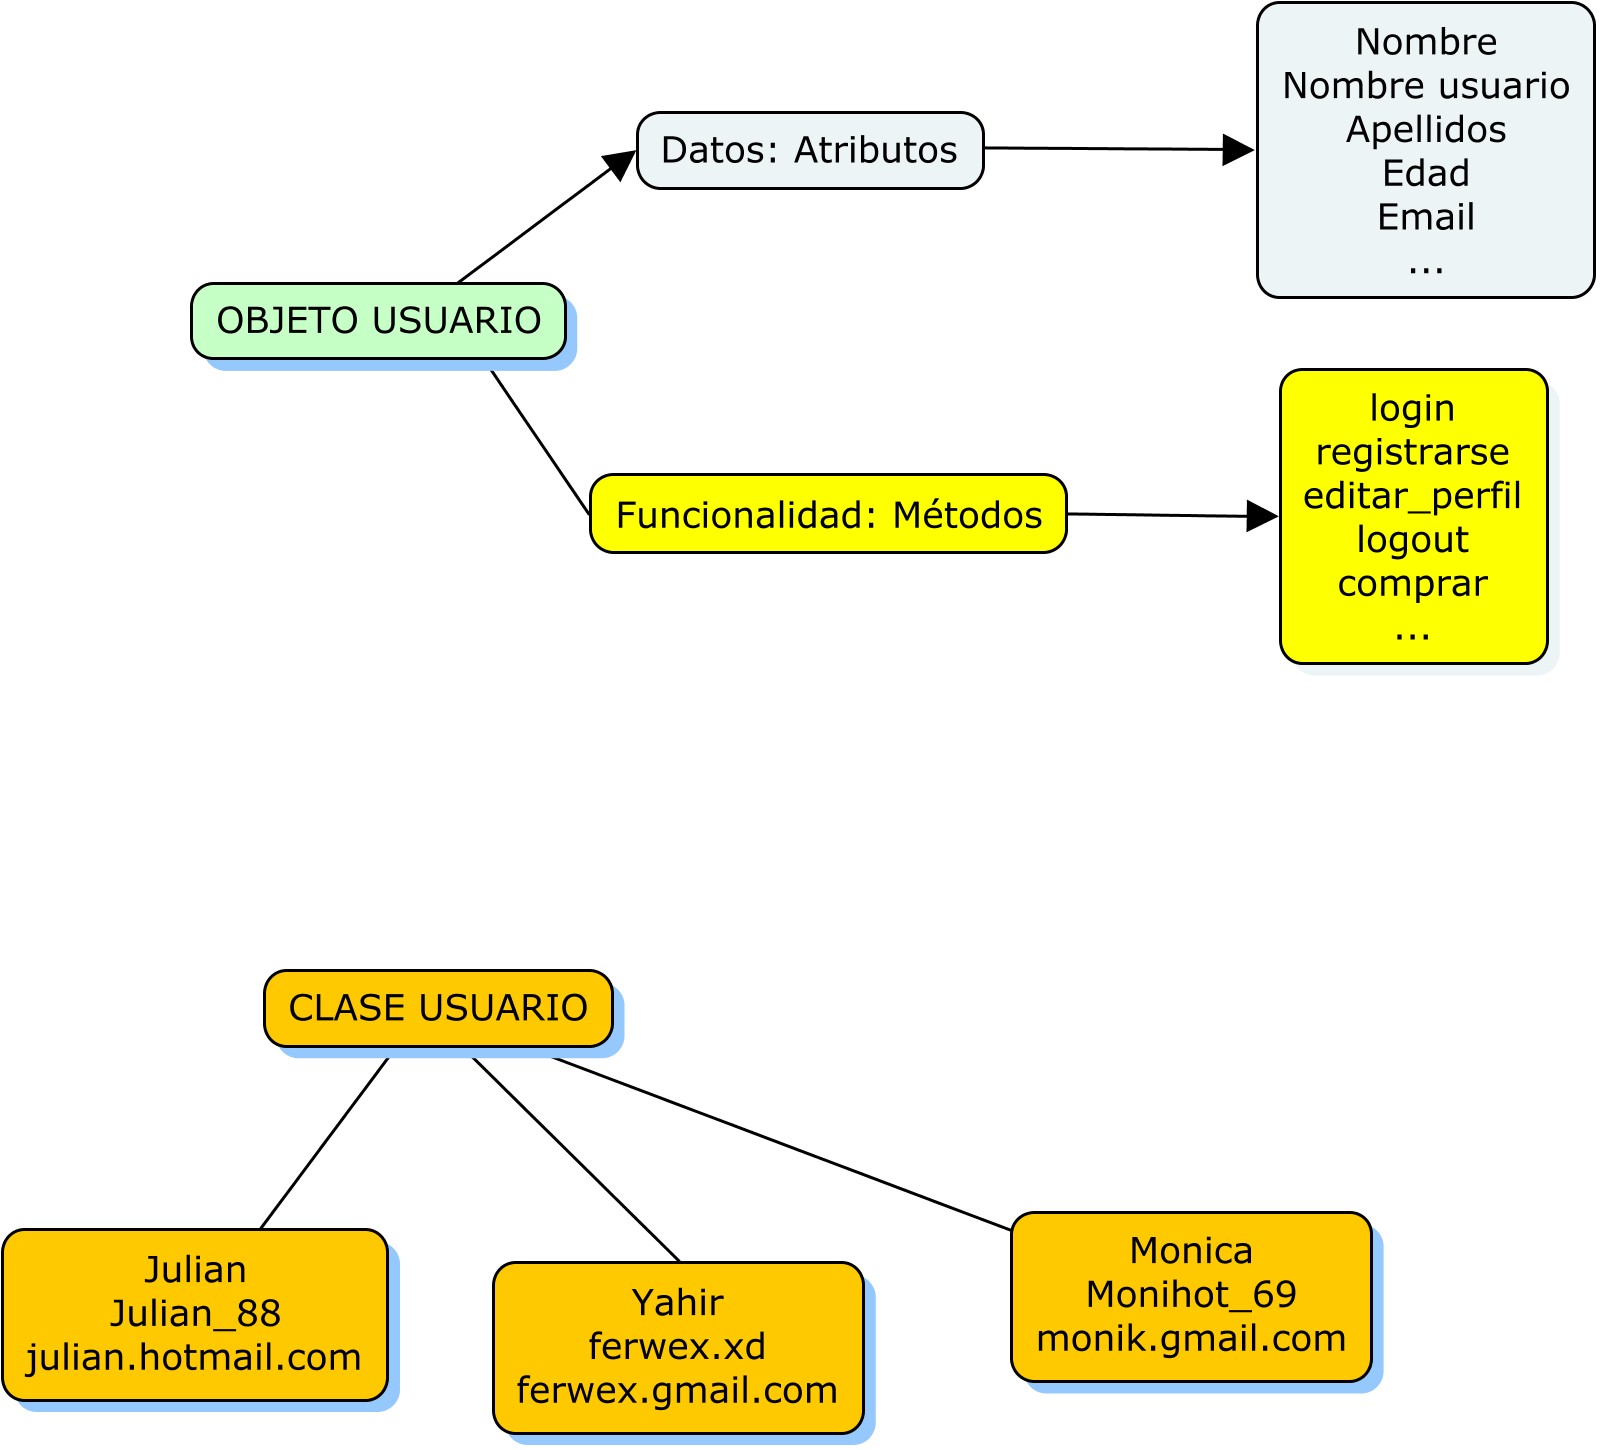 Nombre
Nombre usuario
Apellidos
Edad
Email
...
Datos: Atributos
OBJETO USUARIO
login
registrarse
editar_perfil
logout
comprar
...
Funcionalidad: Métodos
CLASE USUARIO
Julian
Julian_88
julian.hotmail.com
Yahir
ferwex.xd
ferwex.gmail.com
Monica
Monihot_69
monik.gmail.com